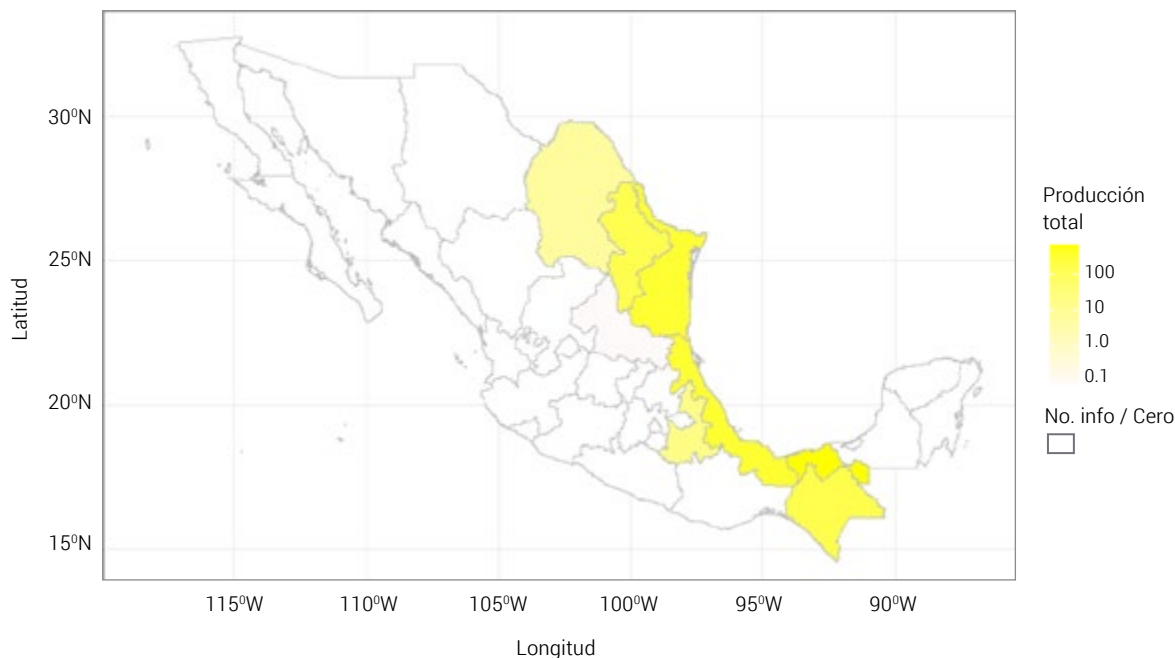 30⁰N
25⁰N
20⁰N
15⁰N
Latitud
115⁰W 110⁰W 105⁰W 100⁰W 95⁰W 90⁰W
Longitud
Producción
total
100
10
1.0
0.1
No. info / Cero